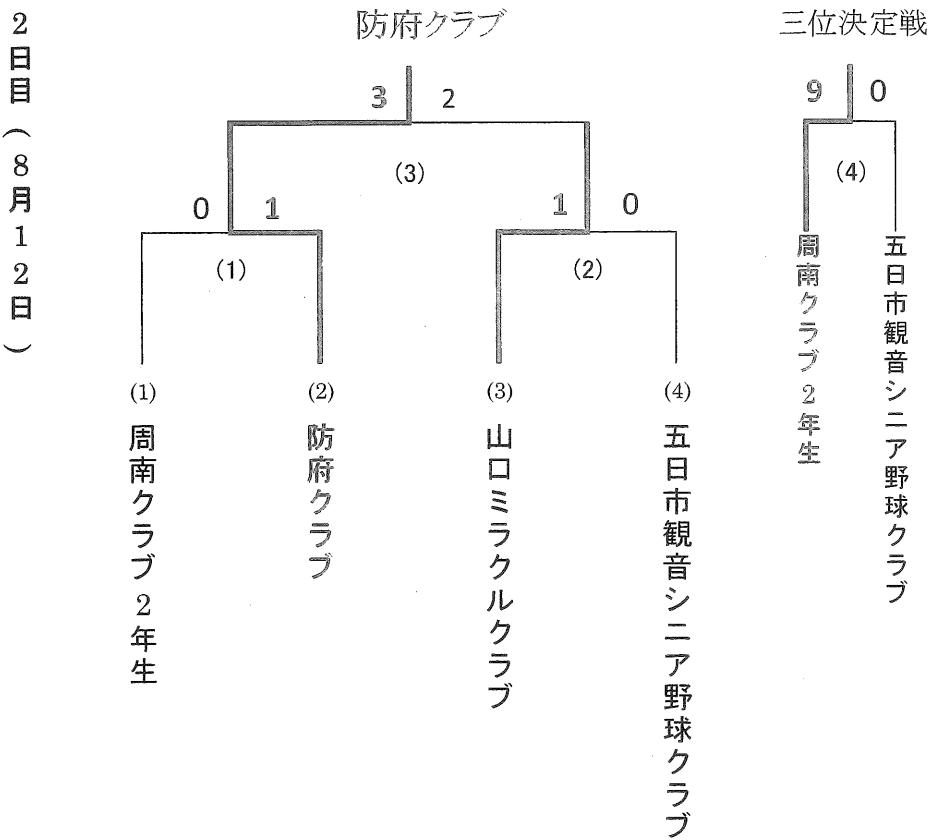 2日目(8月12日)
防府クラブ
三位決定戦
3 2
9 0
(3)
(4)
0 1
1 0
(1)
(2)
周南クラブ2年生
五日市観音シニア野球クラブ
(1)
周南クラブ2年生
(2)
防府クラブ
(3)
山口ミラクルクラブ
(4)
五日市観音シニア野球クラブ